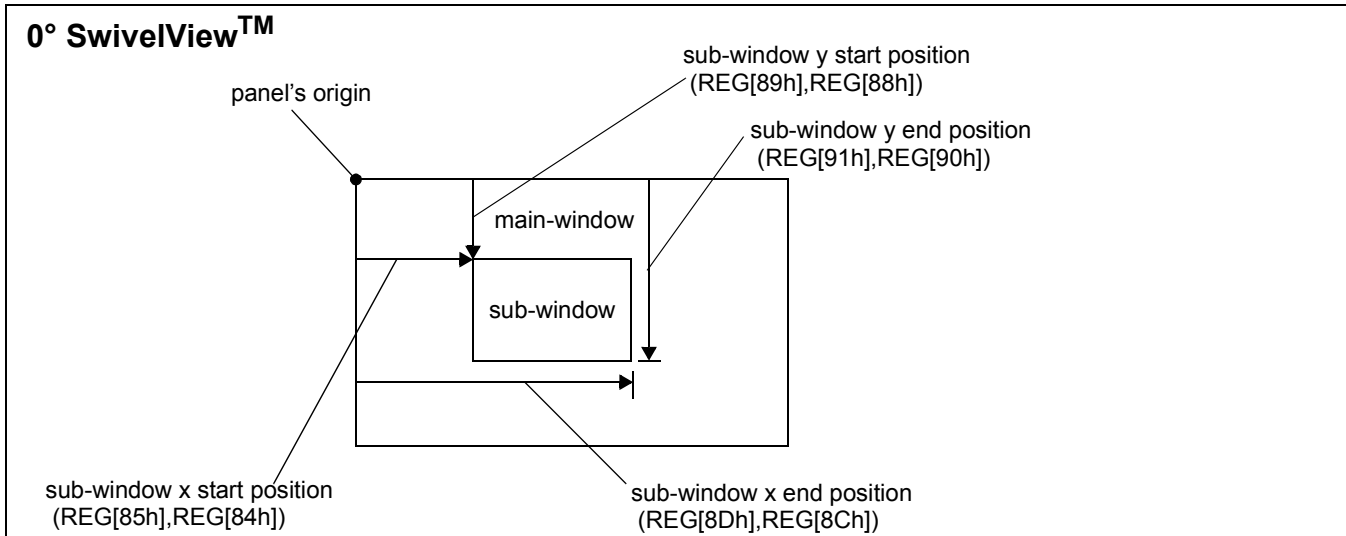 0° SwivelView™
sub-window y start position
(REG[89h],REG[88h])
panel's origin
sub-window y end position
(REG[91h],REG[90h])
main-window
sub-window
sub-window x start position
(REG[85h],REG[84h])
sub-window x end position
(REG[8Dh],REG[8Ch])